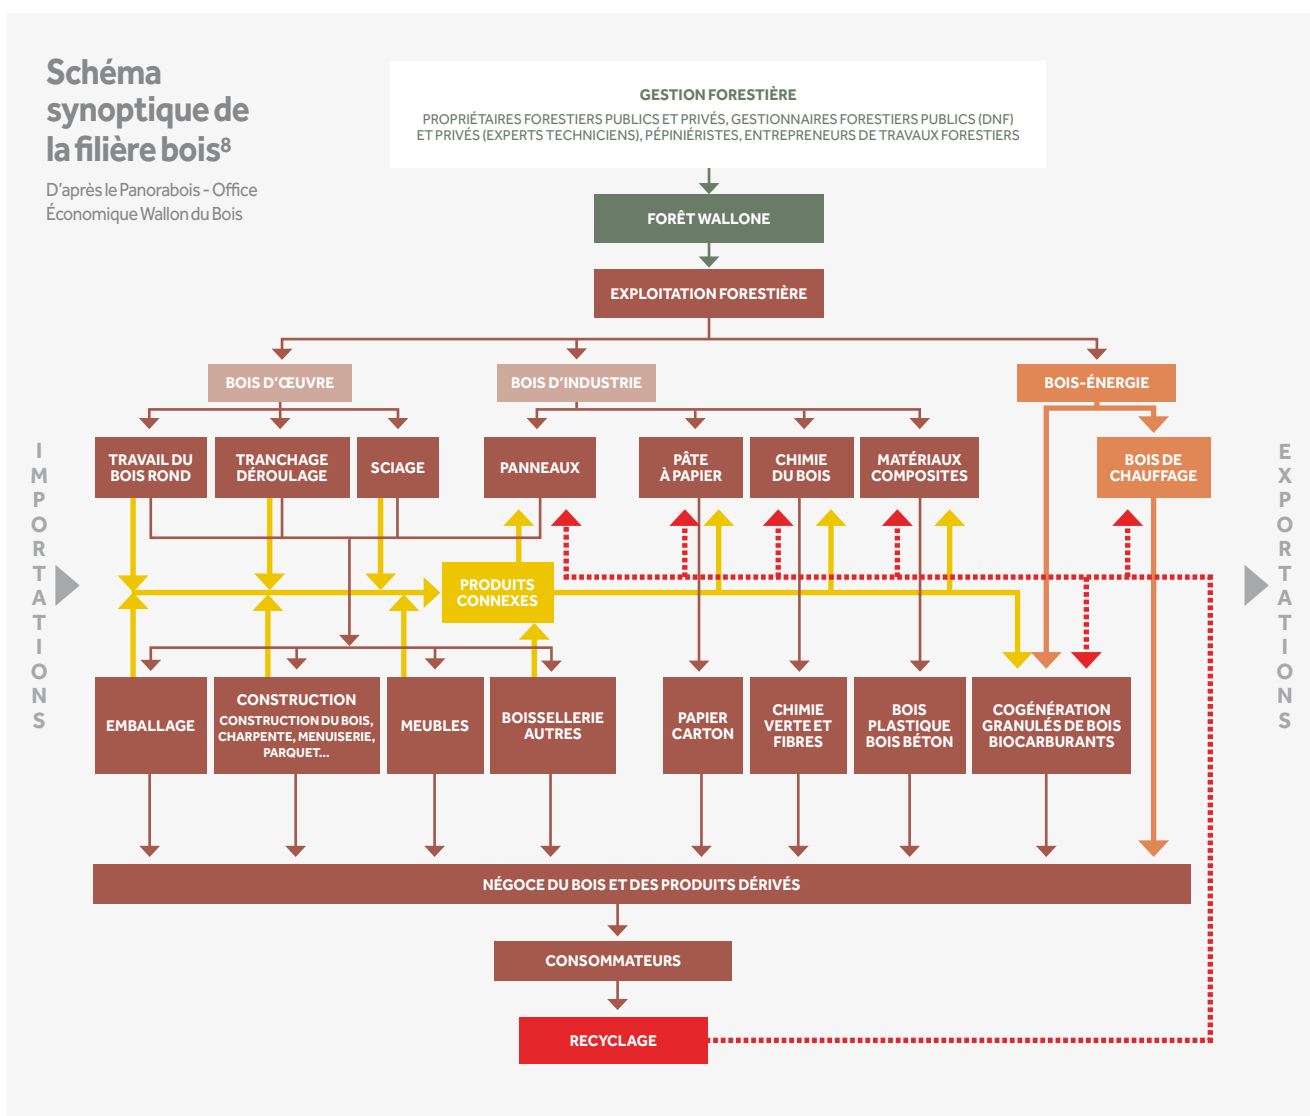 Schéma
synoptique de
la filière bois⁸
D'après le Panorabois - Office
Économique Wallon du Bois
GESTION FORESTIÈRE
PROPRIÉTAIRES FORESTIERS PUBLICS ET PRIVÉS, GESTIONNAIRES FORESTIERS PUBLICS (DNF)
ET PRIVÉS (EXPERTS TECHNICIENS), PÉPINIÉRISTES, ENTREPRENEURS DE TRAVAUX FORESTIERS
FORÊT WALLONE
EXPLOITATION FORESTIÈRE
BOIS D'ŒUVRE
BOIS D'INDUSTRIE
BOIS-ÉNERGIE
IMPORTATIONS
TRAVAIL DU
BOIS ROND
TRANCHAGE
DÉROULAGE
SCIAGE
PANNEAUX
PÂTE
À PAPIER
CHIMIE
DU BOIS
MATÉRIAUX
COMPOSITES
BOIS DE
CHAUFFAGE
EXPORTATIONS
PRODUITS
CONNEXES
EMBALLAGE
CONSTRUCTION
CONSTRUCTION DU BOIS,
CHARPENTE, MENUISERIE,
PARQUET...
MEUBLES
BOISSELLERIE
AUTRES
PAPIER
CARTON
CHIMIE
VERTE ET
FIBRES
BOIS
PLASTIQUE
BOIS BÉTON
COGÉNÉRATION
GRANULÉS DE BOIS
BIOCARBURANTS
NÉGOCE DU BOIS ET DES PRODUITS DÉRIVÉS
CONSOMMATEURS
RECYCLAGE